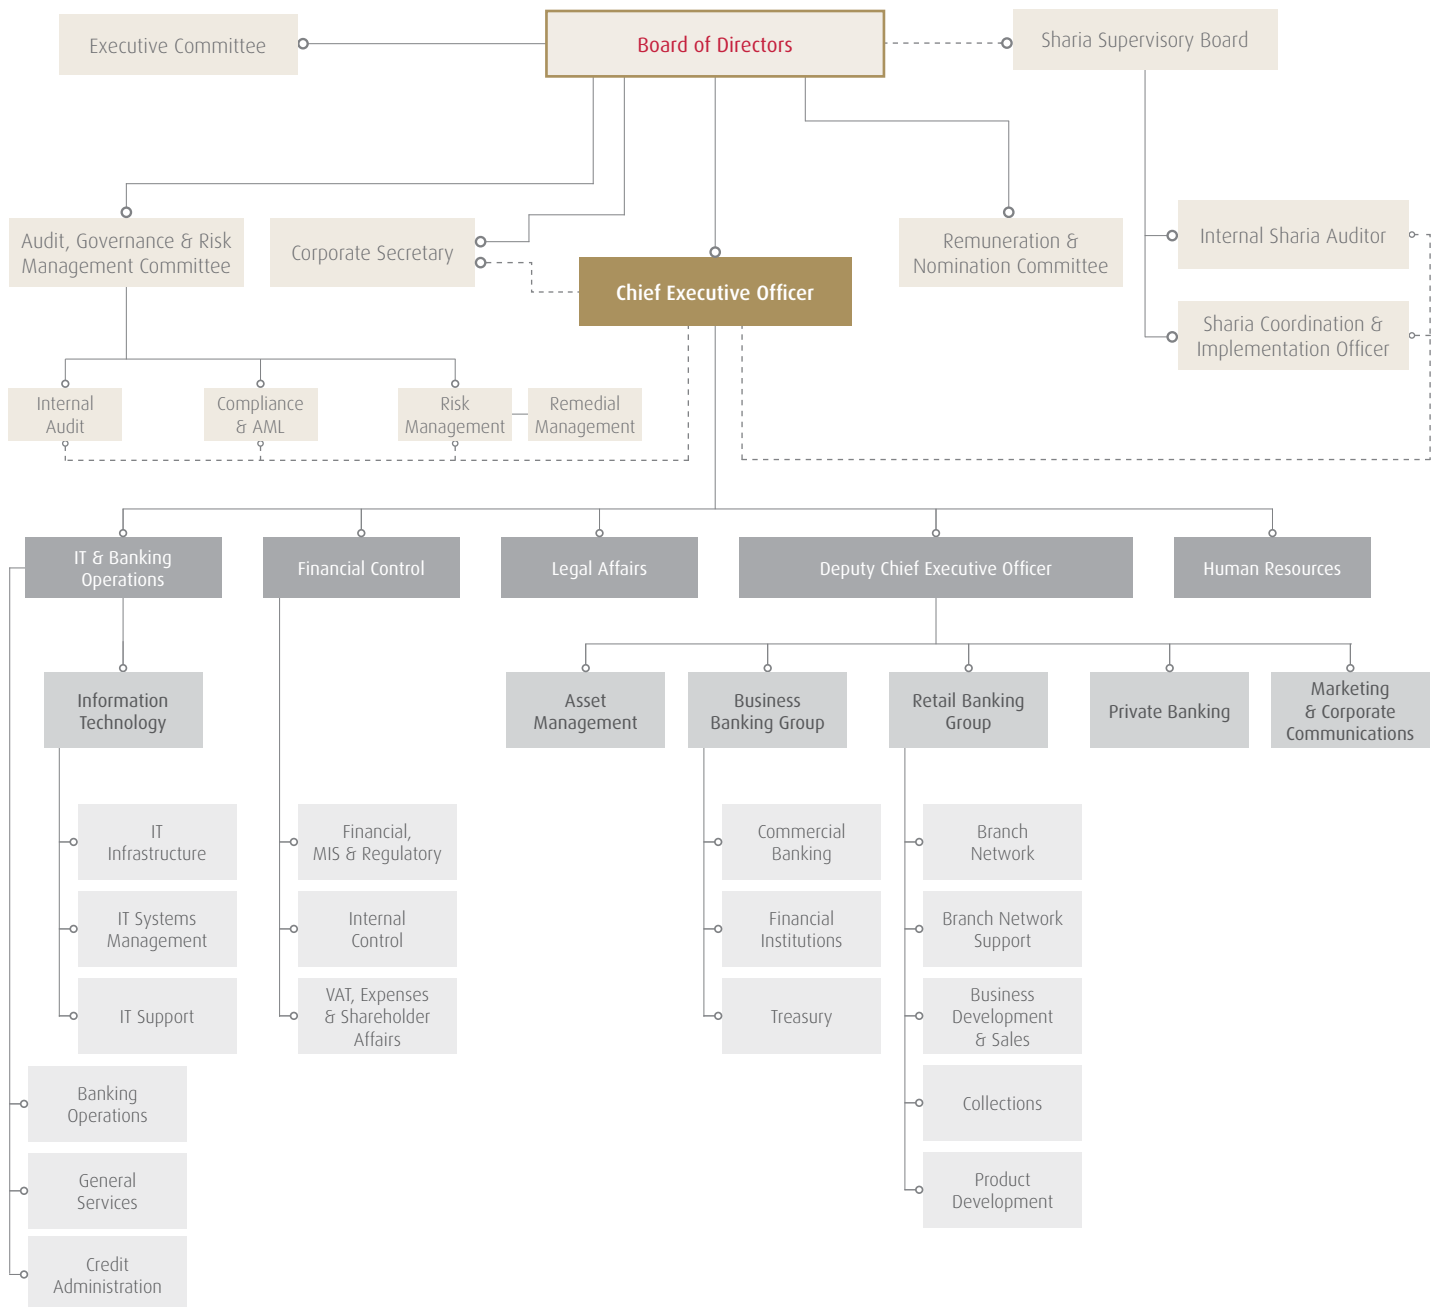 Executive Committee
Board of Directors
Sharia Supervisory Board
Audit, Governance & Risk
Management Committee
Corporate Secretary
Chief Executive Officer
Remuneration &
Nomination Committee
Internal Sharia Auditor
Sharia Coordination &
Implementation Officer
Internal
Audit
Compliance
& AML
Risk
Management
Remedial
Management
IT & Banking
Operations
Financial Control
Legal Affairs
Deputy Chief Executive Officer
Human Resources
Information
Technology
Asset
Management
Business
Banking Group
Retail Banking
Group
Private Banking
Marketing
& Corporate
Communications
IT
Infrastructure
Financial,
MIS & Regulatory
Commercial
Banking
Branch
Network
IT Systems
Management
Internal
Control
Financial
Institutions
Branch Network
Support
IT Support
VAT, Expenses
& Shareholder
Affairs
Treasury
Business
Development
& Sales
Banking
Operations
Collections
General
Services
Product
Development
Credit
Administration